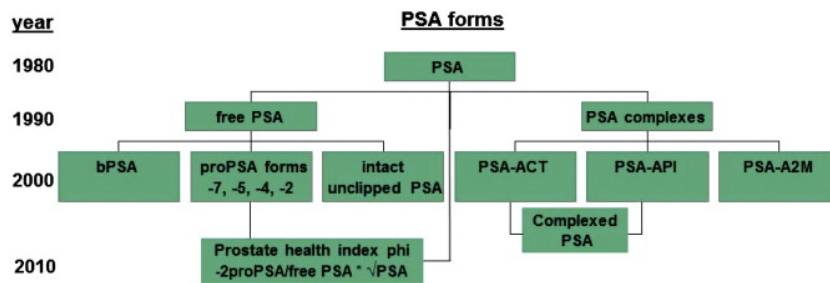 year
PSA forms
1980
PSA
1990
free PSA
PSA complexes
2000
bPSA
proPSA forms
-7, -5, -4, -2
intact
unclipped PSA
PSA-ACT
PSA-API
PSA-A2M
Complexed
PSA
2010
Prostate health index phi
-2proPSA/free PSA * √PSA